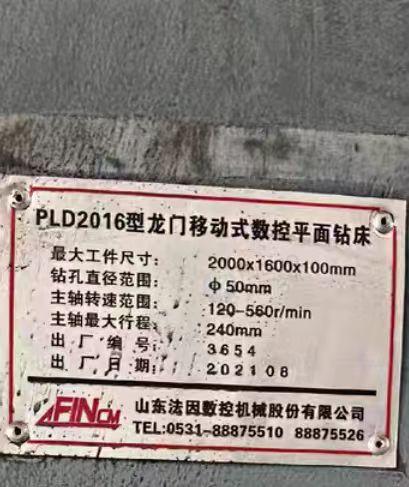 PLD2016型龙门移动式数控平面钻床
最大工件尺寸: 2000x1600x100mm
钻孔直径范围: φ50mm
主轴转速范围: 120-560r/min
主轴最大行程: 240mm
出厂编号: 3654
出厂日期: 202108
FINCM 山东法因数控机械股份有限公司
TEL:0531-88875510 88875526